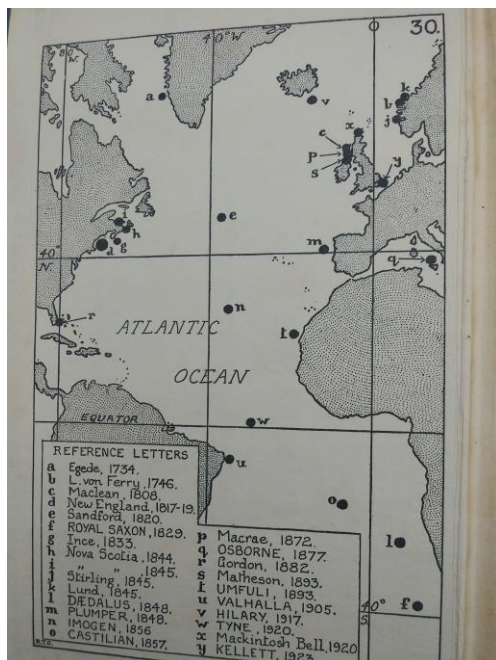 30.
80°
W.
40°W
0
a
v
k
b
j
x
c
p
s
y
i
h
g
d
e
m
40°
N.
q
n
r
t
ATLANTIC
OCEAN
EQUATOR
w
u
o
l
f
40°
S.
REFERENCE LETTERS
a Egede, 1734.
b L. von Ferry, 1746.
c Maclean, 1808.
d New England, 1817-19.
e Sandford, 1820.
f ROYAL SAXON, 1829.
g Ince, 1833.
h Nova Scotia, 1844.
i " " , 1845.
j Stirling, 1845.
k Lund, 1845.
l DÆDALUS, 1848.
m PLUMPER, 1848.
n IMOGEN, 1856
o CASTILIAN, 1857.
p Macrae, 1872.
q OSBORNE, 1877.
r Gordon, 1882.
s Matheson, 1893.
t UMFULI, 1893.
u VALHALLA, 1905.
v HILARY, 1917.
w TYNE, 1920.
x Mackintosh Bell, 1920
y KELLETT, 1923.